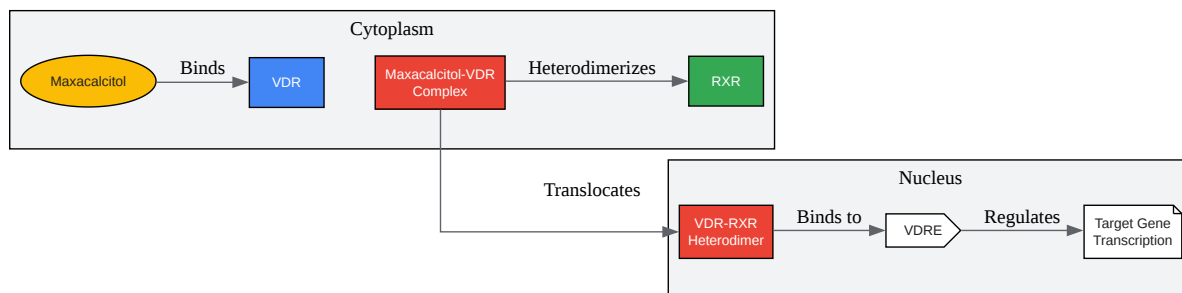 Cytoplasm
Maxacalcitol
Binds
VDR
Maxacalcitol-VDR
Complex
Heterodimerizes
RXR
Translocates
Nucleus
VDR-RXR
Heterodimer
Binds to
VDRE
Regulates
Target Gene
Transcription